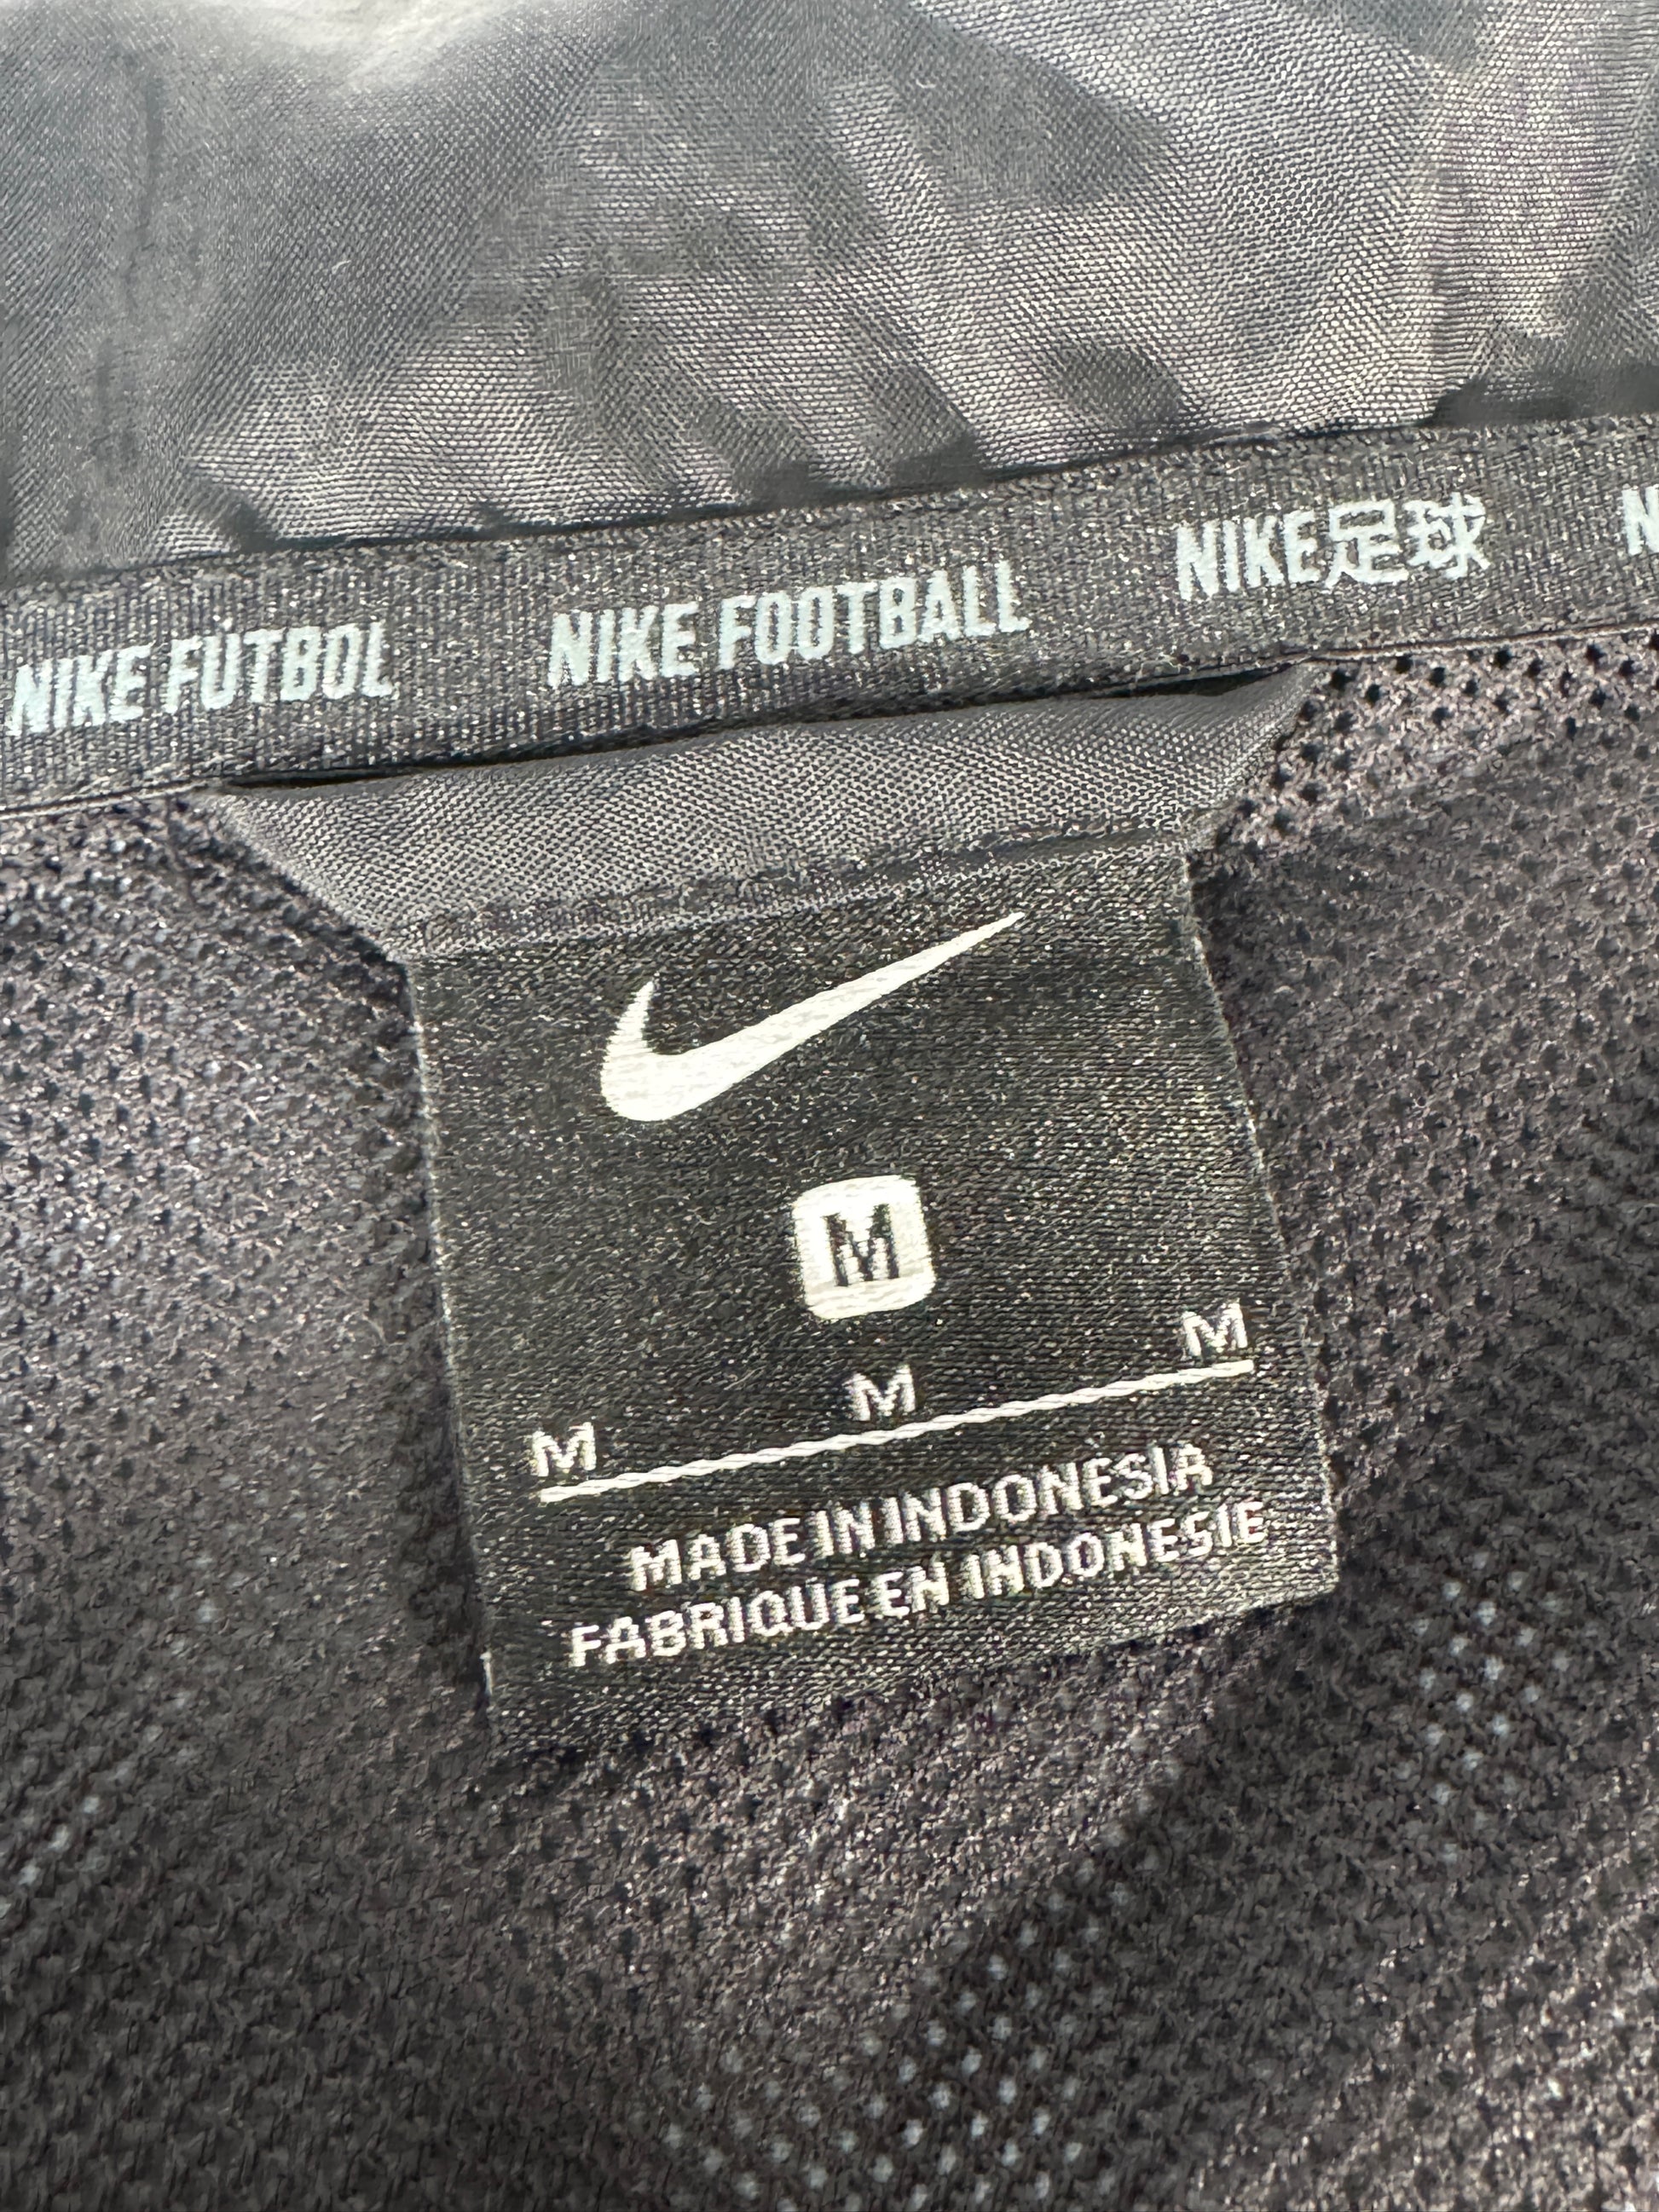 NIKE FUTBOL NIKE FOOTBALL NIKE足球 N
M
M M M
MADE IN INDONESIA
FABRIQUE EN INDONESIE